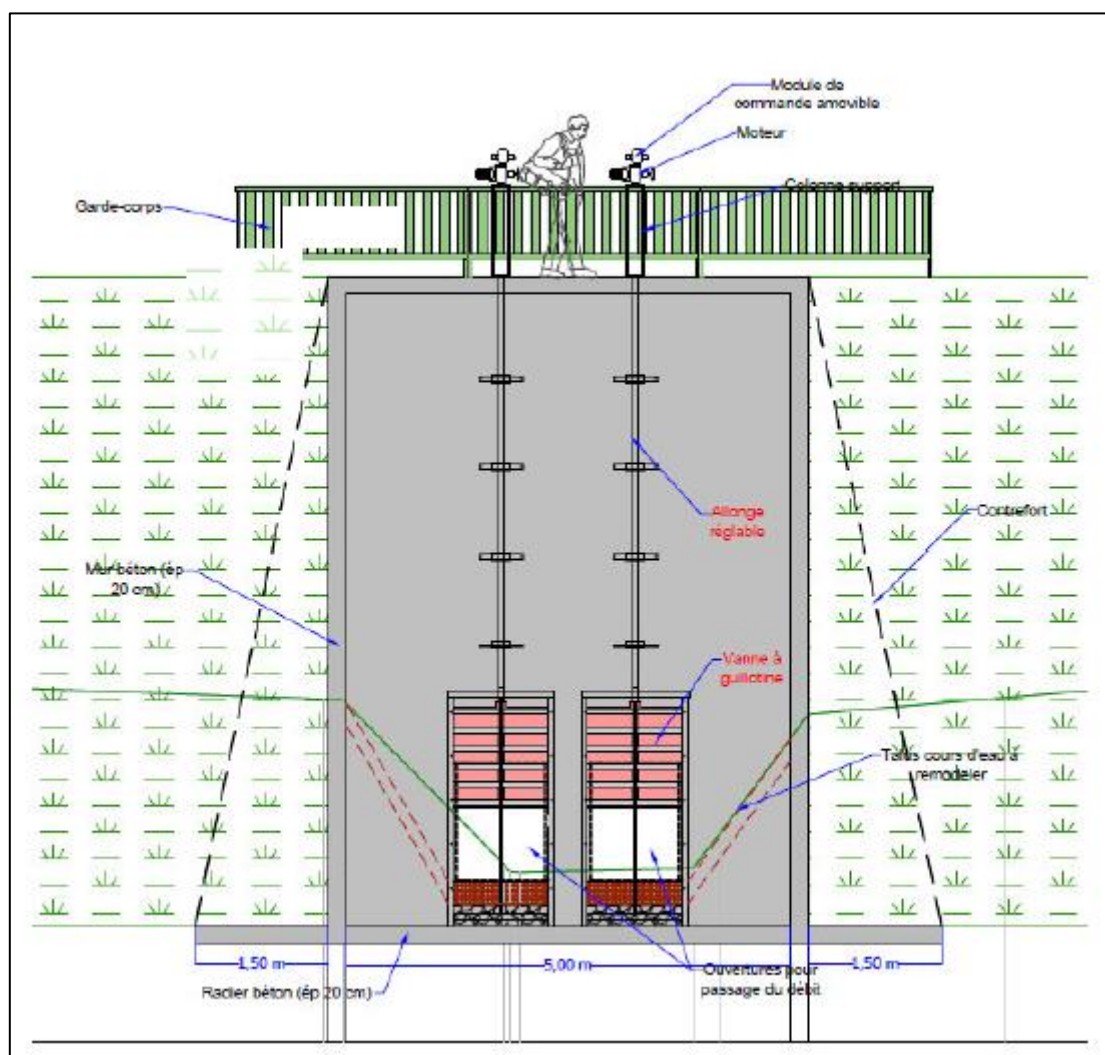 Module de
commande amovible
Moteur
Colonne support
Garde-corps
Allonge
réglable
Contrefort
Mur béton (ép
20 cm)
Vanne à
guillotine
Talus cours d'eau à
remodeler
1,50 m
5,00 m
1,50 m
Ouvertures pour
passage du débit
Radier béton (ép 20 cm)